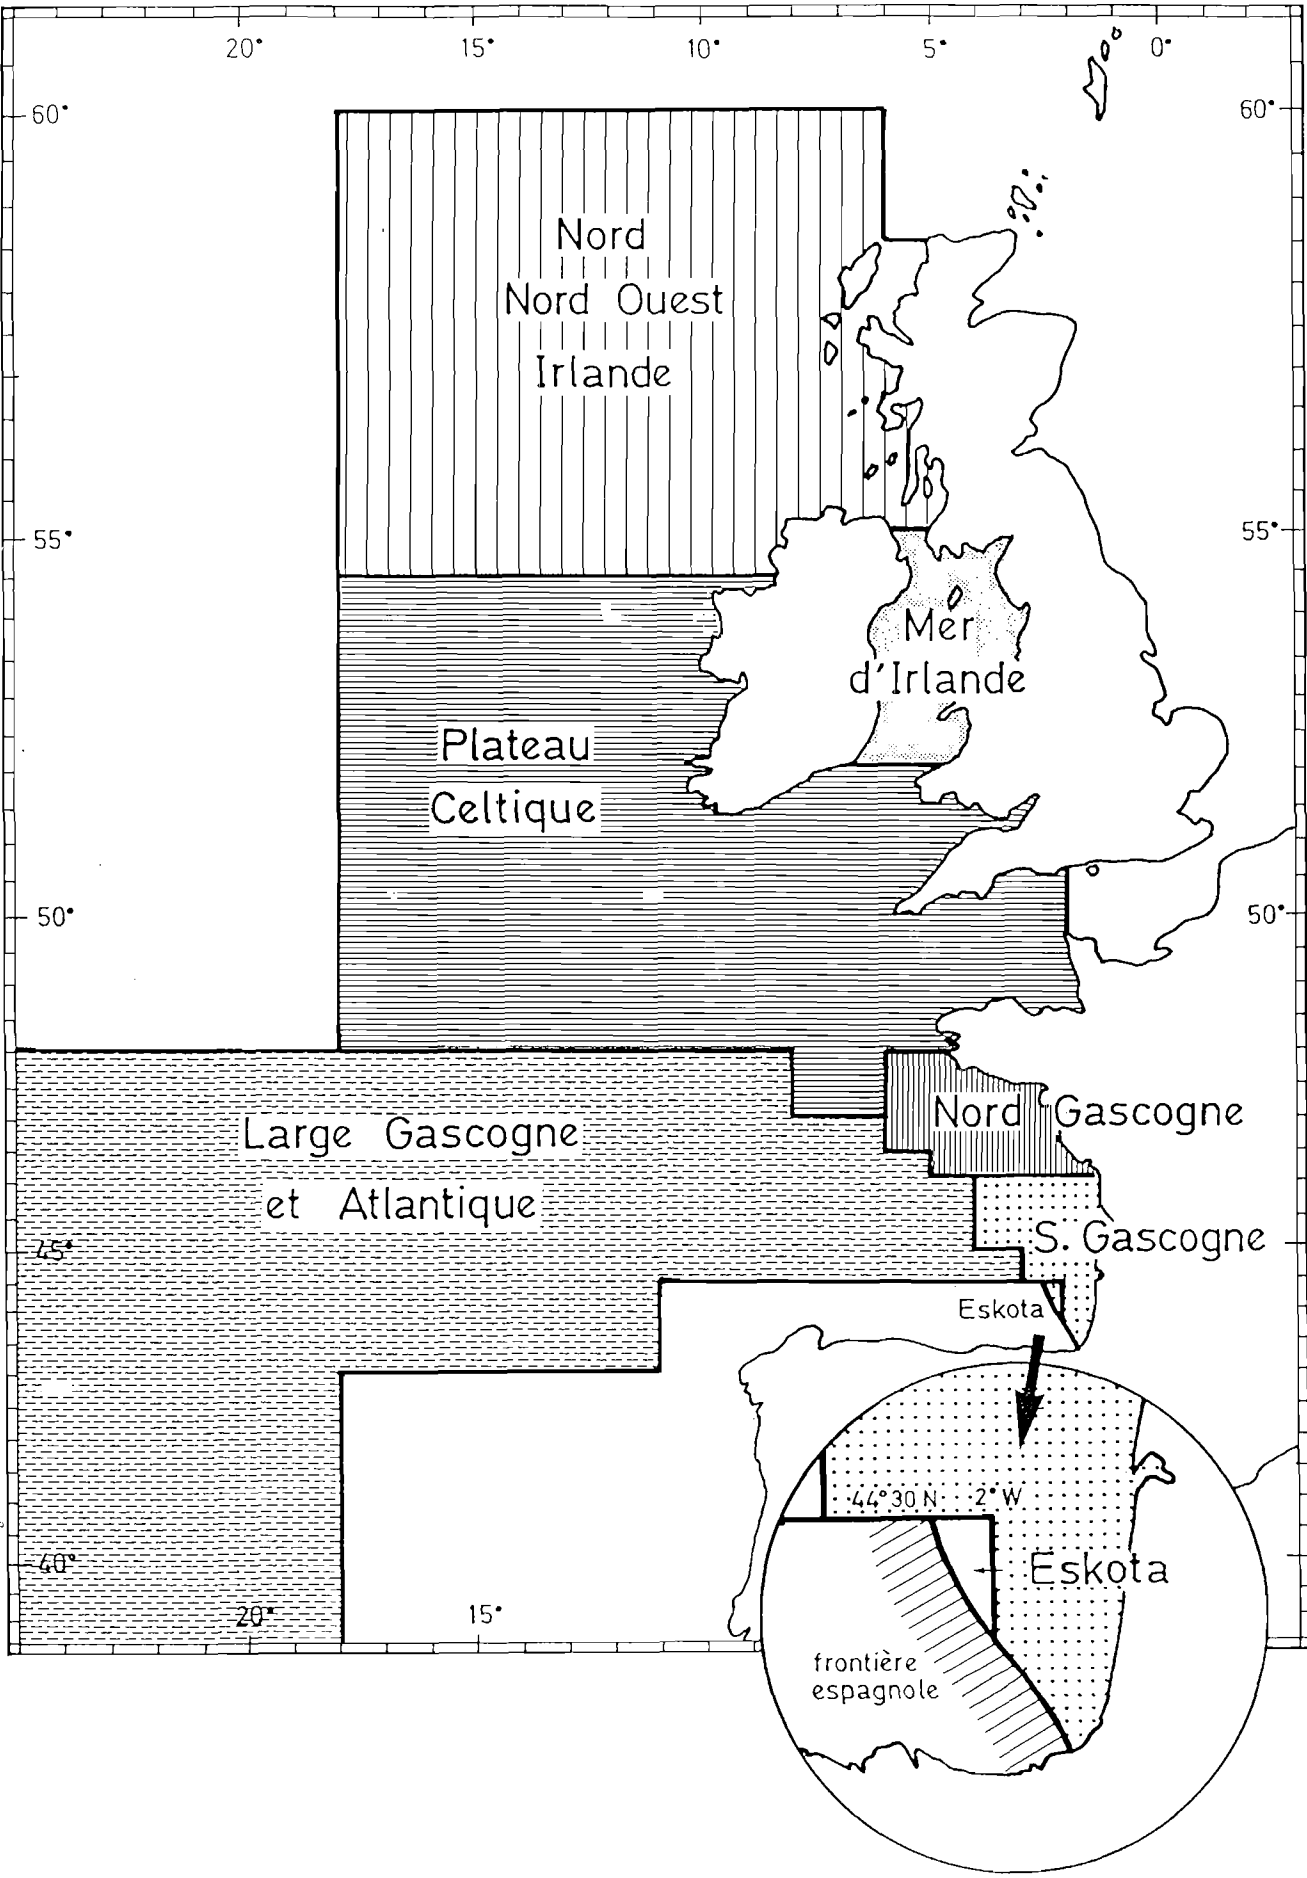 20°
15°
10°
5°
0°
60°
60°
Nord
Nord Ouest
Irlande
55°
55°
Mer
d'Irlande
Plateau
Celtique
50°
50°
Nord Gascogne
Large Gascogne
et Atlantique
S. Gascogne
45°
Eskota
44°30 N
2°W
Eskota
40°
20°
15°
frontière
espagnole